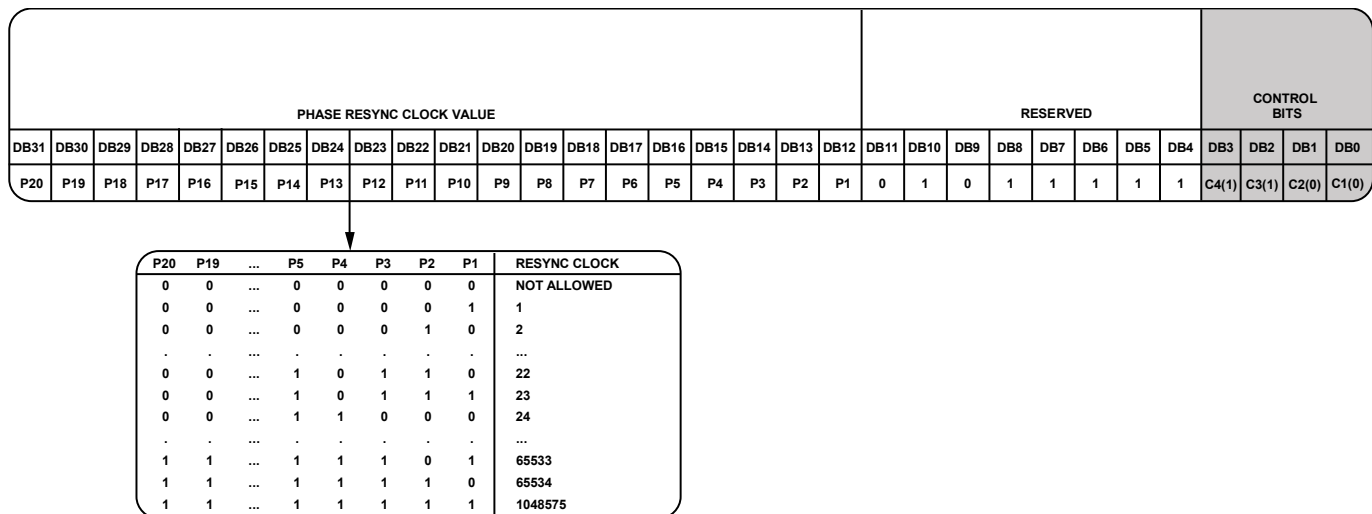 PHASE RESYNC CLOCK VALUE RESERVED CONTROL
BITS
DB31 DB30 DB29 DB28 DB27 DB26 DB25 DB24 DB23 DB22 DB21 DB20 DB19 DB18 DB17 DB16 DB15 DB14 DB13 DB12 DB11 DB10 DB9 DB8 DB7 DB6 DB5 DB4 DB3 DB2 DB1 DB0
P20 P19 P18 P17 P16 P15 P14 P13 P12 P11 P10 P9 P8 P7 P6 P5 P4 P3 P2 P1 0 1 0 1 1 1 1 1 C4(1) C3(1) C2(0) C1(0)
P20 P19 ... P5 P4 P3 P2 P1 RESYNC CLOCK
0 0 ... 0 0 0 0 0 NOT ALLOWED
0 0 ... 0 0 0 0 1 1
0 0 ... 0 0 0 1 0 2
. . ... . . . . . ...
0 0 ... 1 0 1 1 0 22
0 0 ... 1 0 1 1 1 23
0 0 ... 1 1 0 0 0 24
. . ... . . . . . ...
1 1 ... 1 1 1 0 1 65533
1 1 ... 1 1 1 1 0 65534
1 1 ... 1 1 1 1 1 1048575